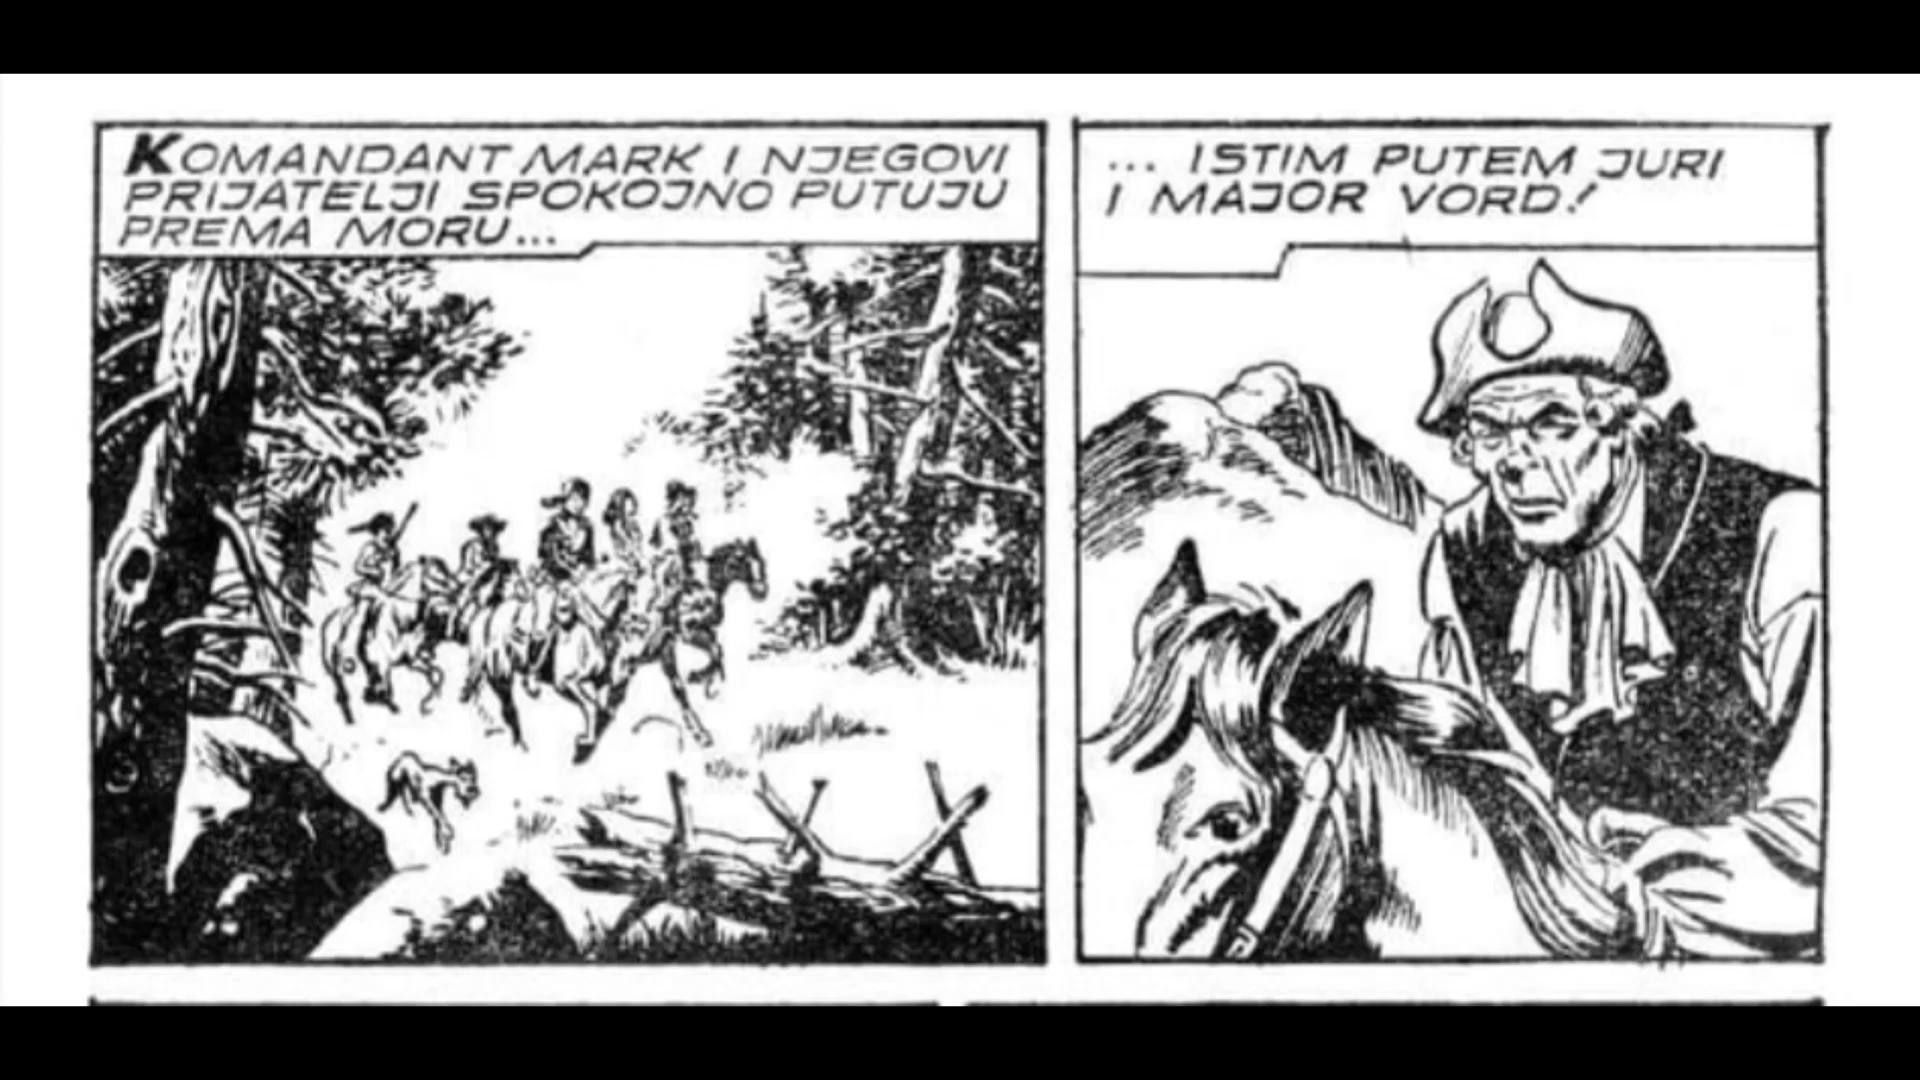 KOMANDANT MARK I NJEGOVI
PRIJATELJI SPOKOJNO PUTUJU
PREMA MORU...
... ISTIM PUTEM JURI
I MAJOR VORD!